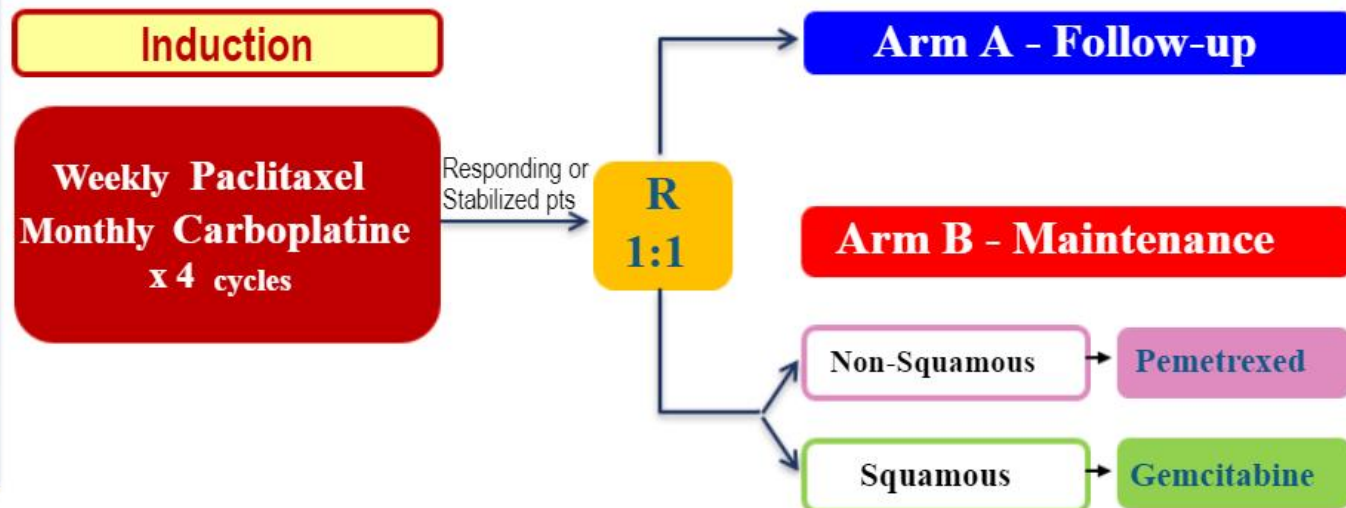 Induction
Weekly Paclitaxel
Monthly Carboplatine
x 4 cycles
Responding or
Stabilized pts
R
1:1
Arm A - Follow-up
Arm B - Maintenance
Non-Squamous
Pemetrexed
Squamous
Gemcitabine